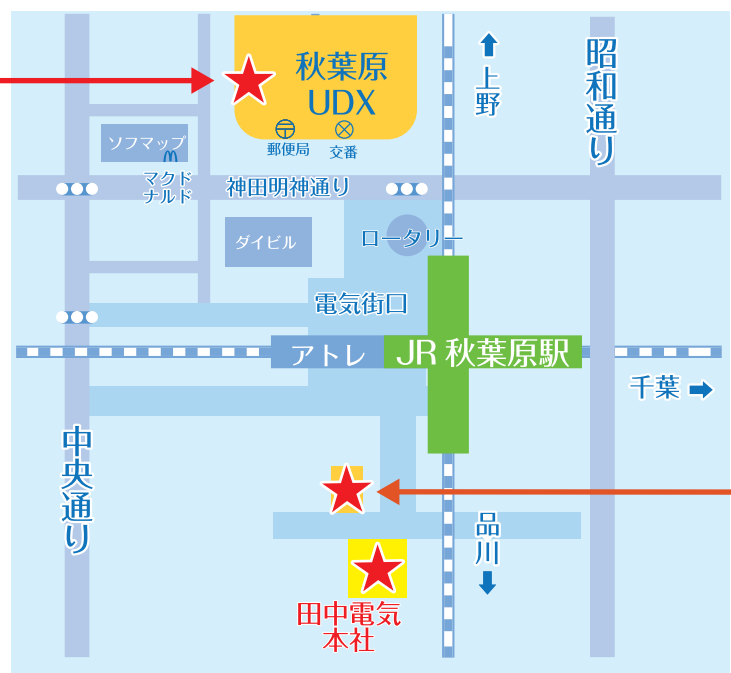 秋葉原
UDX
郵便局
交番
上野
昭和通り
ソフマップ
マクド
ナルド
神田明神通り
ダイビル
ロータリー
電気街口
アトレ
JR 秋葉原駅
千葉
中央通り
品川
田中電気
本社